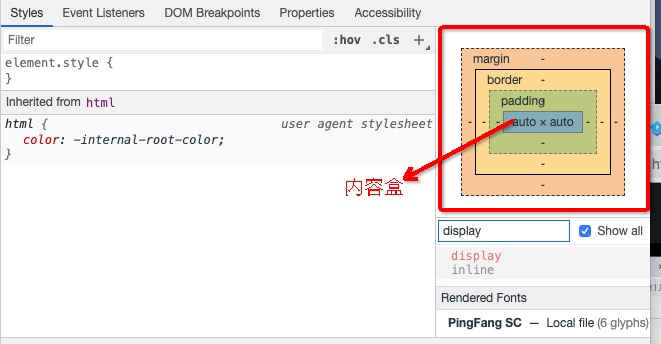 Styles Event Listeners DOM Breakpoints Properties Accessibility
Filter :hov .cls +
element.style {
}
Inherited from html
html { user agent stylesheet
color: -internal-root-color;
}
margin -
border -
padding -
- - - auto × auto - - -
-
-
-
内容盒
display Show all
display
inline
Rendered Fonts
PingFang SC — Local file (6 glyphs)